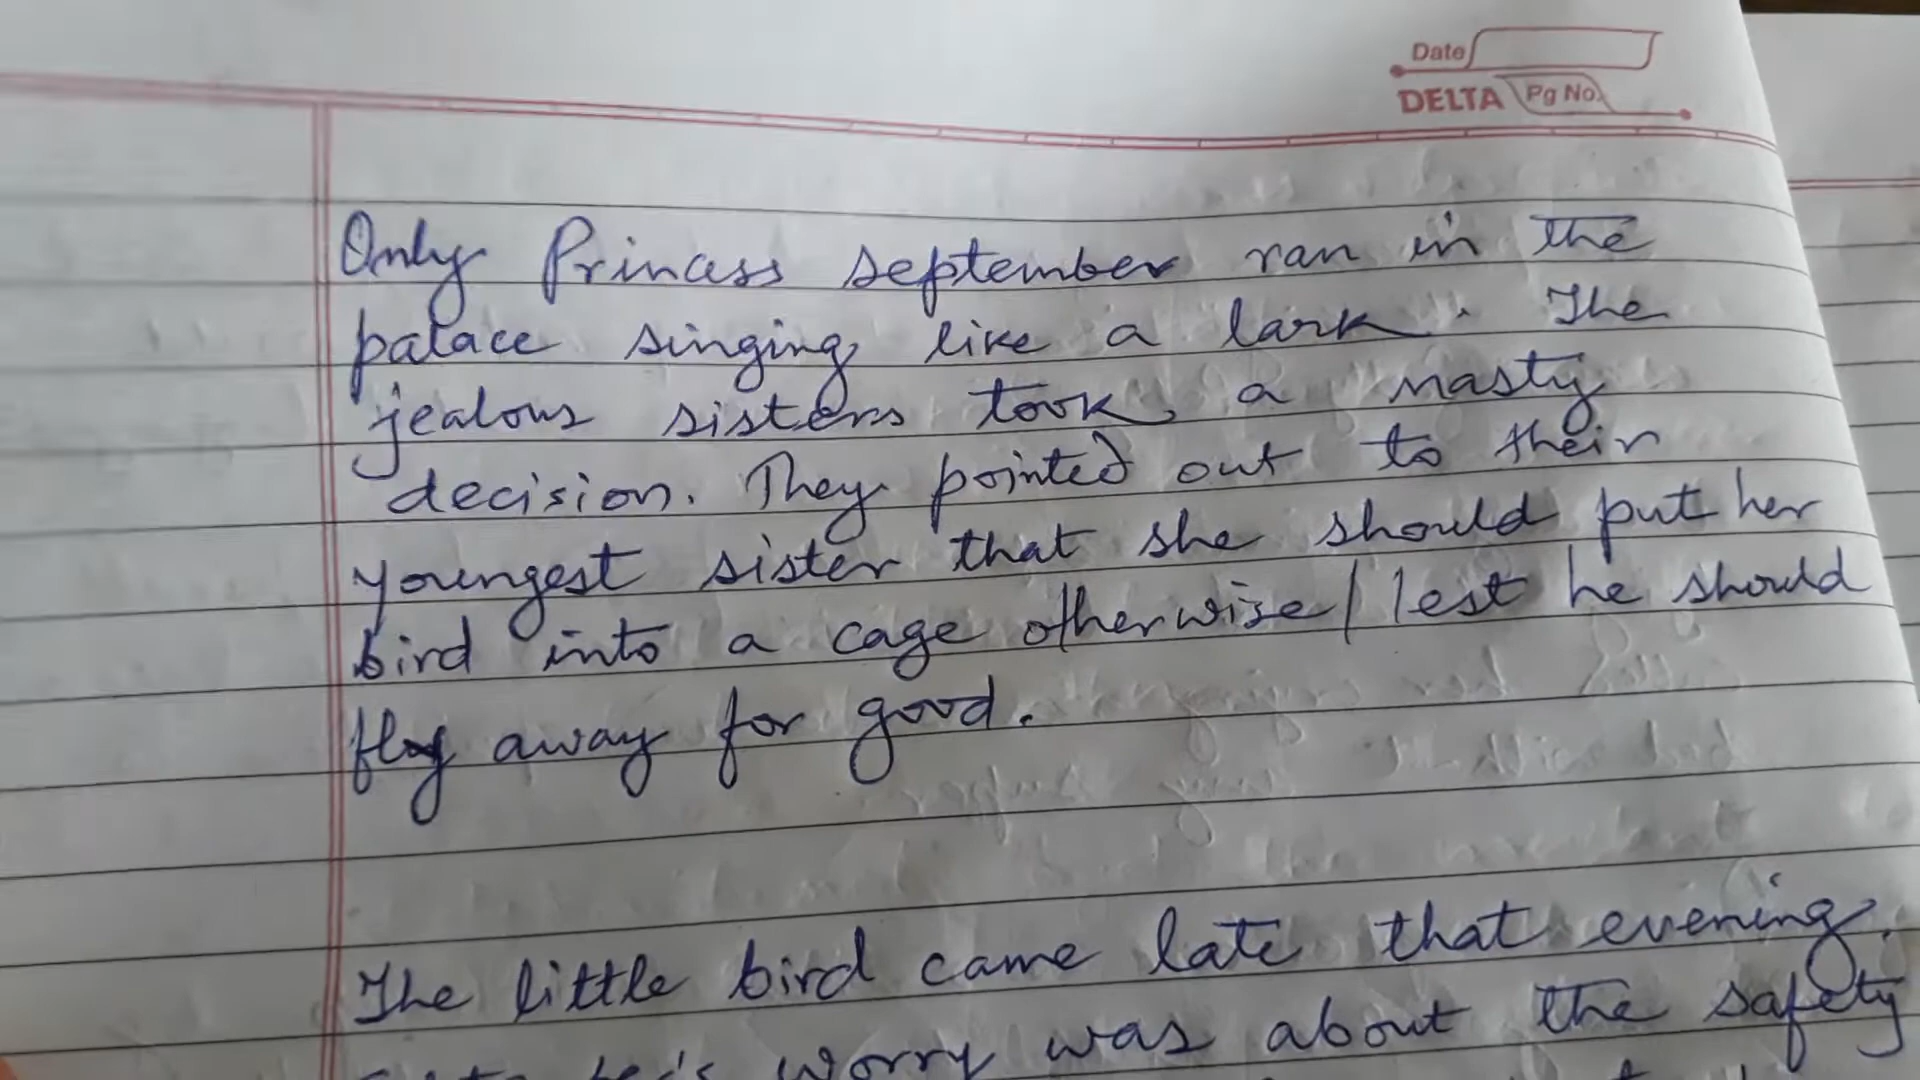 Date
DELTA Pg No.
Only Princess september ran in the
palace singing like a lark. The
jealous sisters took a nasty
decision. They pointed out to their
youngest sister that she should put her
bird into a cage otherwise/lest he should
fly away for good.
The little bird came late that evening.
worry was about the safety